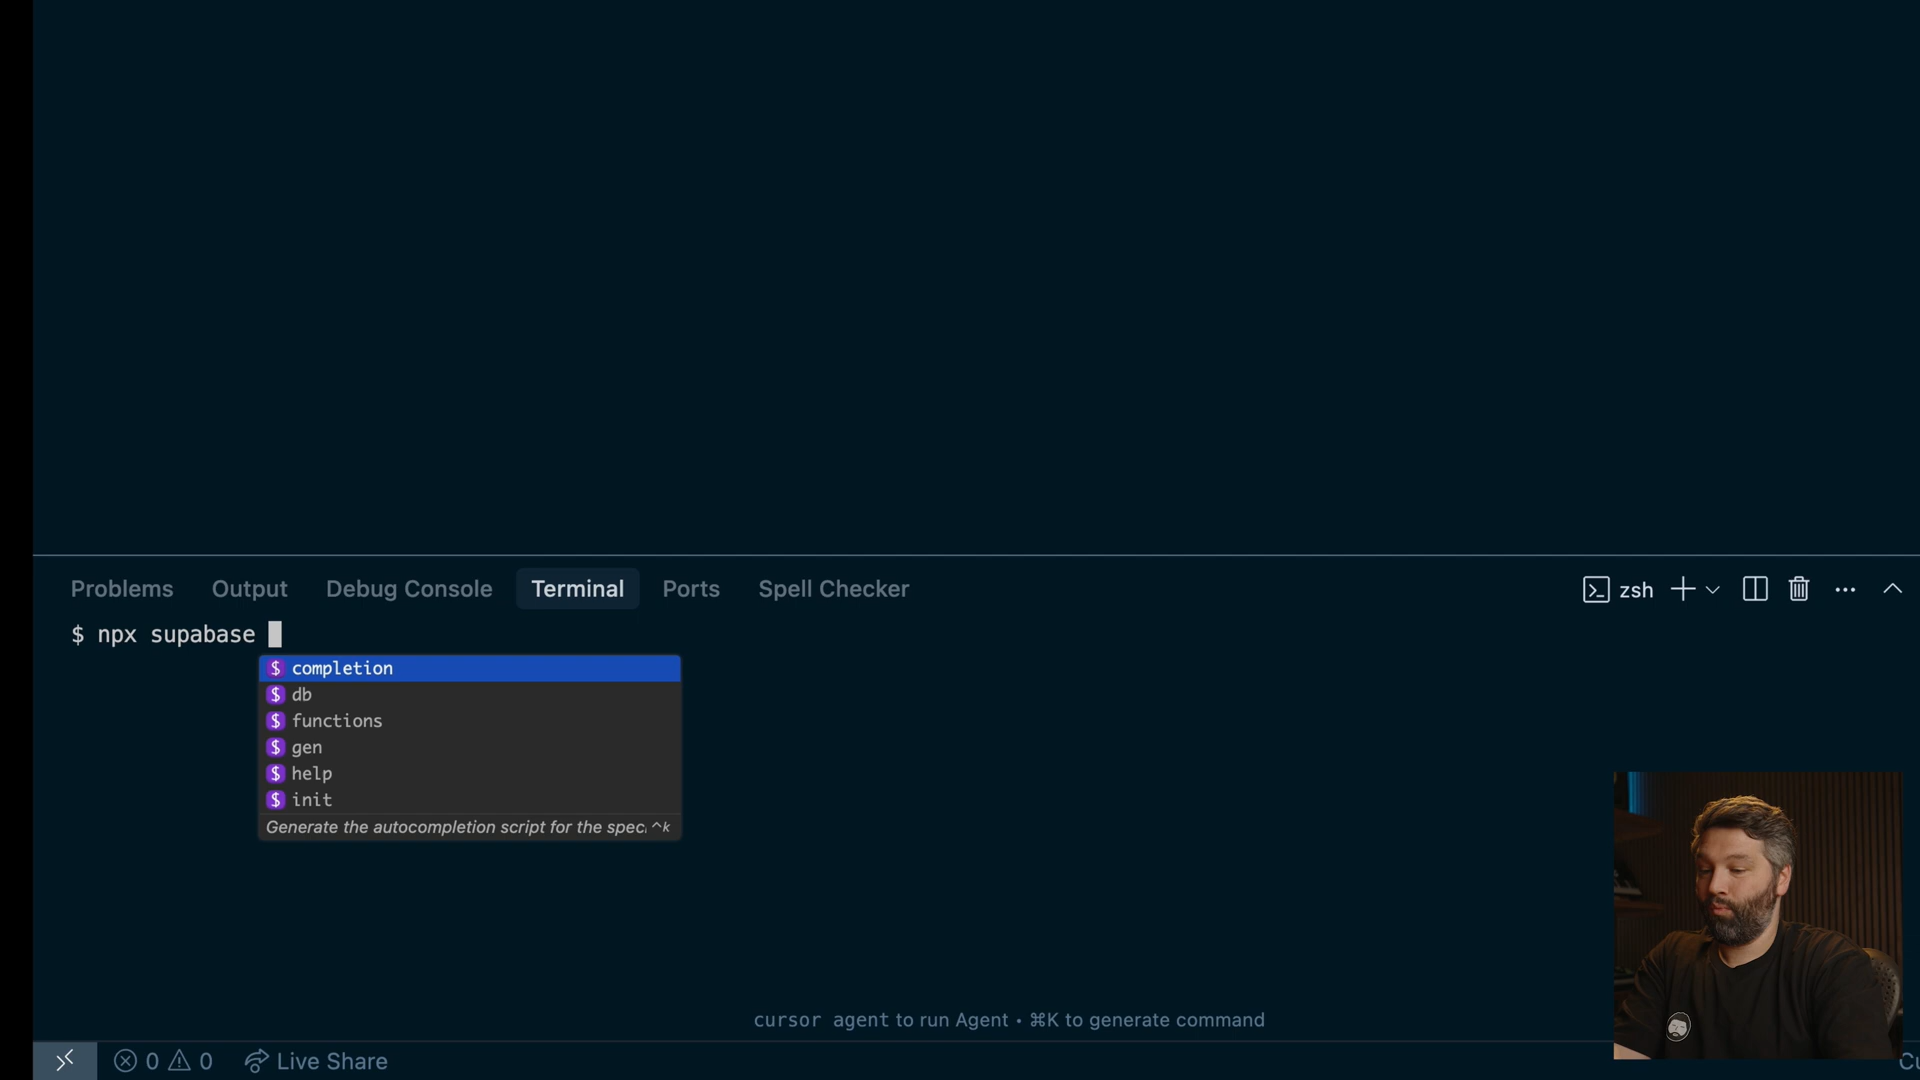 Problems Output Debug Console Terminal Ports Spell Checker zsh
$ npx supabase
$ completion
$ db
$ functions
$ gen
$ help
$ init
Generate the autocompletion script for the spec. ^k
cursor agent to run Agent • ⌘K to generate command
0 0 Live Share Cu